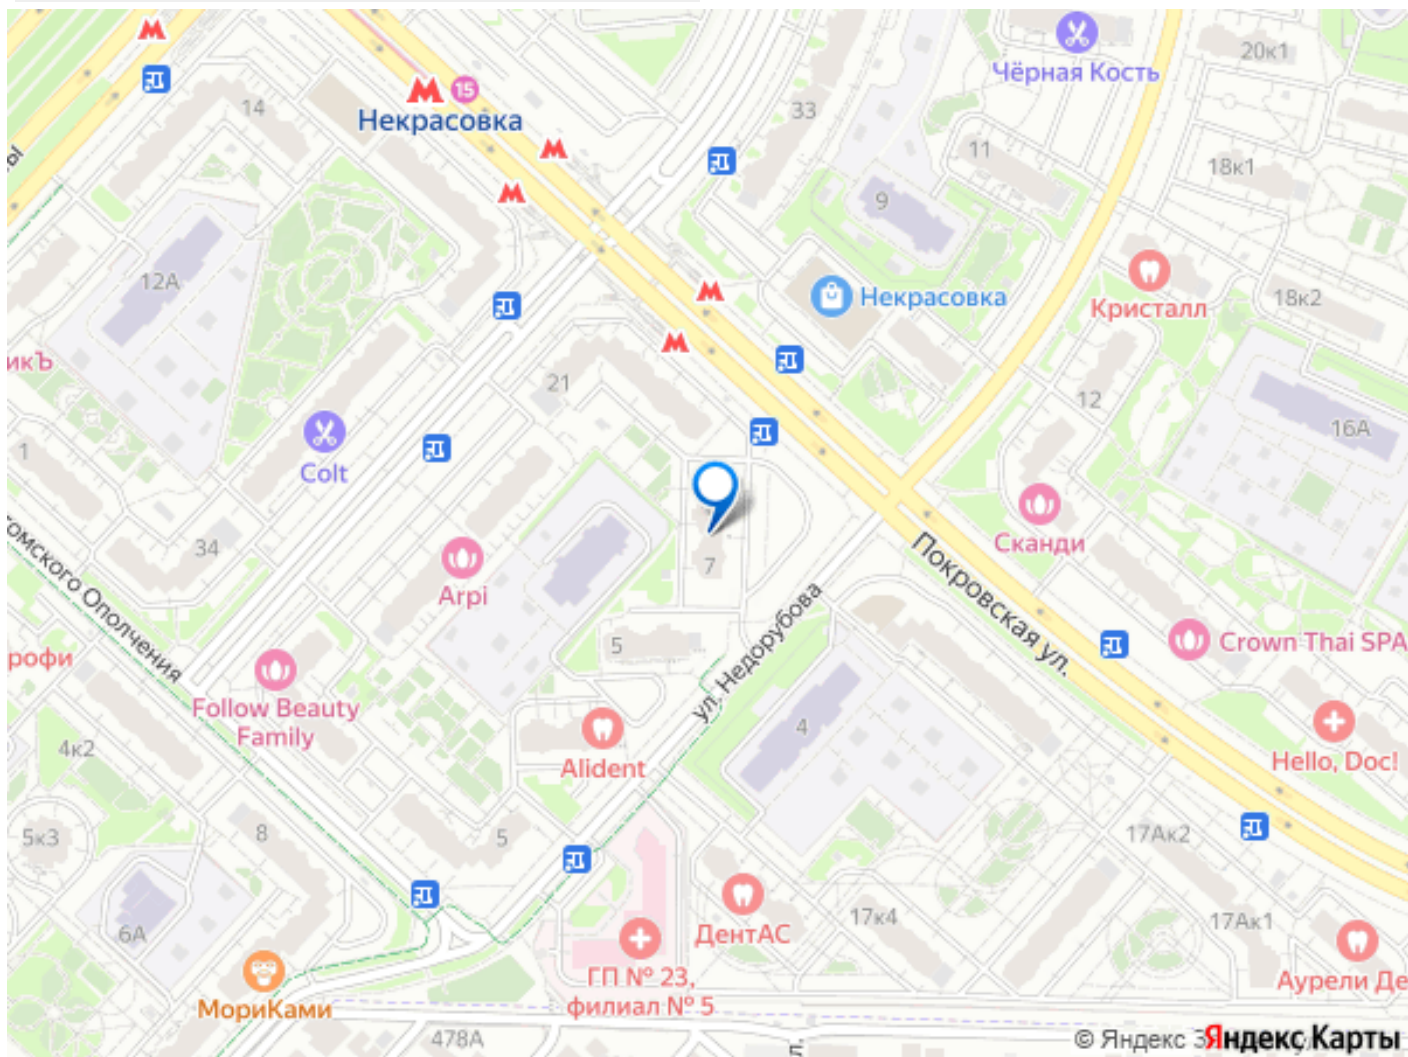 15
Некрасовка
14
Чёрная Кость
20к1
33
11
18к1
9
12А
Некрасовка
Кристалл
18к2
икЪ
21
12
16А
1
Colt
34
Arpi
Сканди
7
Покровская ул.
Томского Ополчения
ул. Недорубова
5
рофи
Follow Beauty
Family
Crown Thai SPA
4
4к2
Alident
Hello, Doc!
5к3
8
5
17Ак2
6А
ДентАС
17к4
17Ак1
ГП № 23,
филиал № 5
Аурели Де
МориКами
478А
л.
© Яндекс
Яндекс Карты